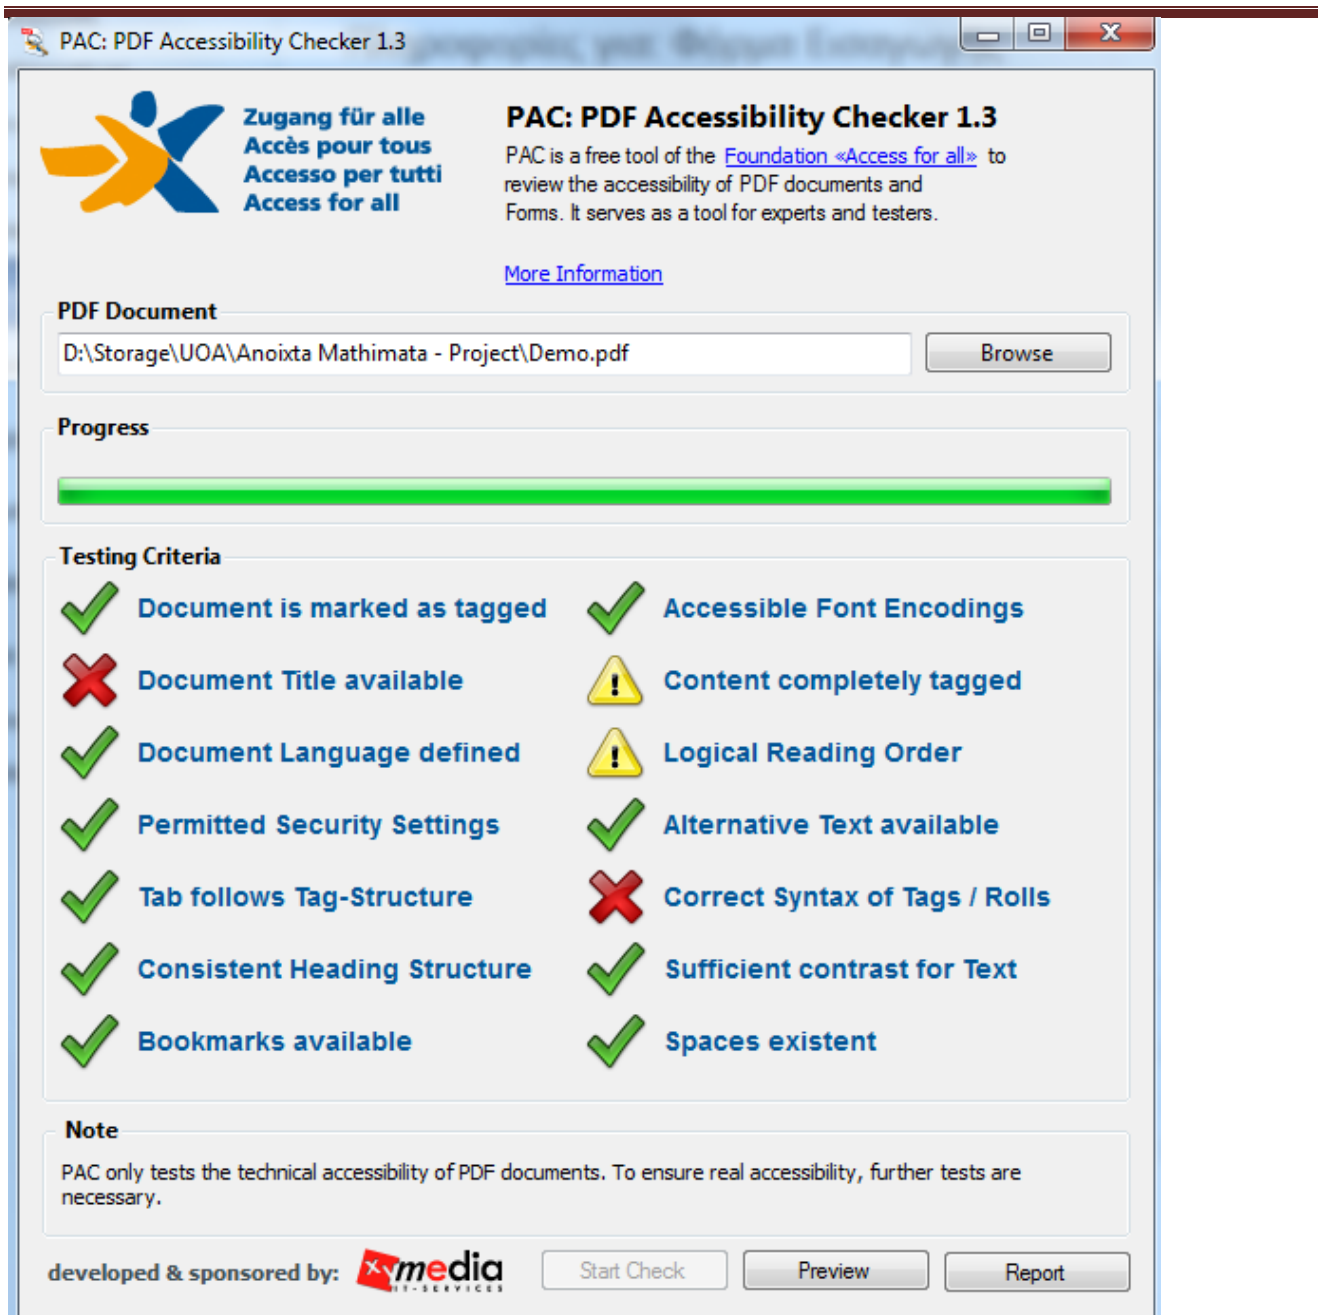 PAC: PDF Accessibility Checker 1.3
Zugang für alle
Accès pour tous
Accesso per tutti
Access for all
PAC: PDF Accessibility Checker 1.3
PAC is a free tool of the Foundation «Access for all» to
review the accessibility of PDF documents and
Forms. It serves as a tool for experts and testers.
More Information
PDF Document
D:\Storage\UOA\Anoixta Mathimata - Project\Demo.pdf
Browse
Progress
Testing Criteria
Document is marked as tagged
Accessible Font Encodings
Document Title available
Content completely tagged
Document Language defined
Logical Reading Order
Permitted Security Settings
Alternative Text available
Tab follows Tag-Structure
Correct Syntax of Tags / Rolls
Consistent Heading Structure
Sufficient contrast for Text
Bookmarks available
Spaces existent
Note
PAC only tests the technical accessibility of PDF documents. To ensure real accessibility, further tests are
necessary.
developed & sponsored by:
xymedia
IT-SERVICES
Start Check
Preview
Report